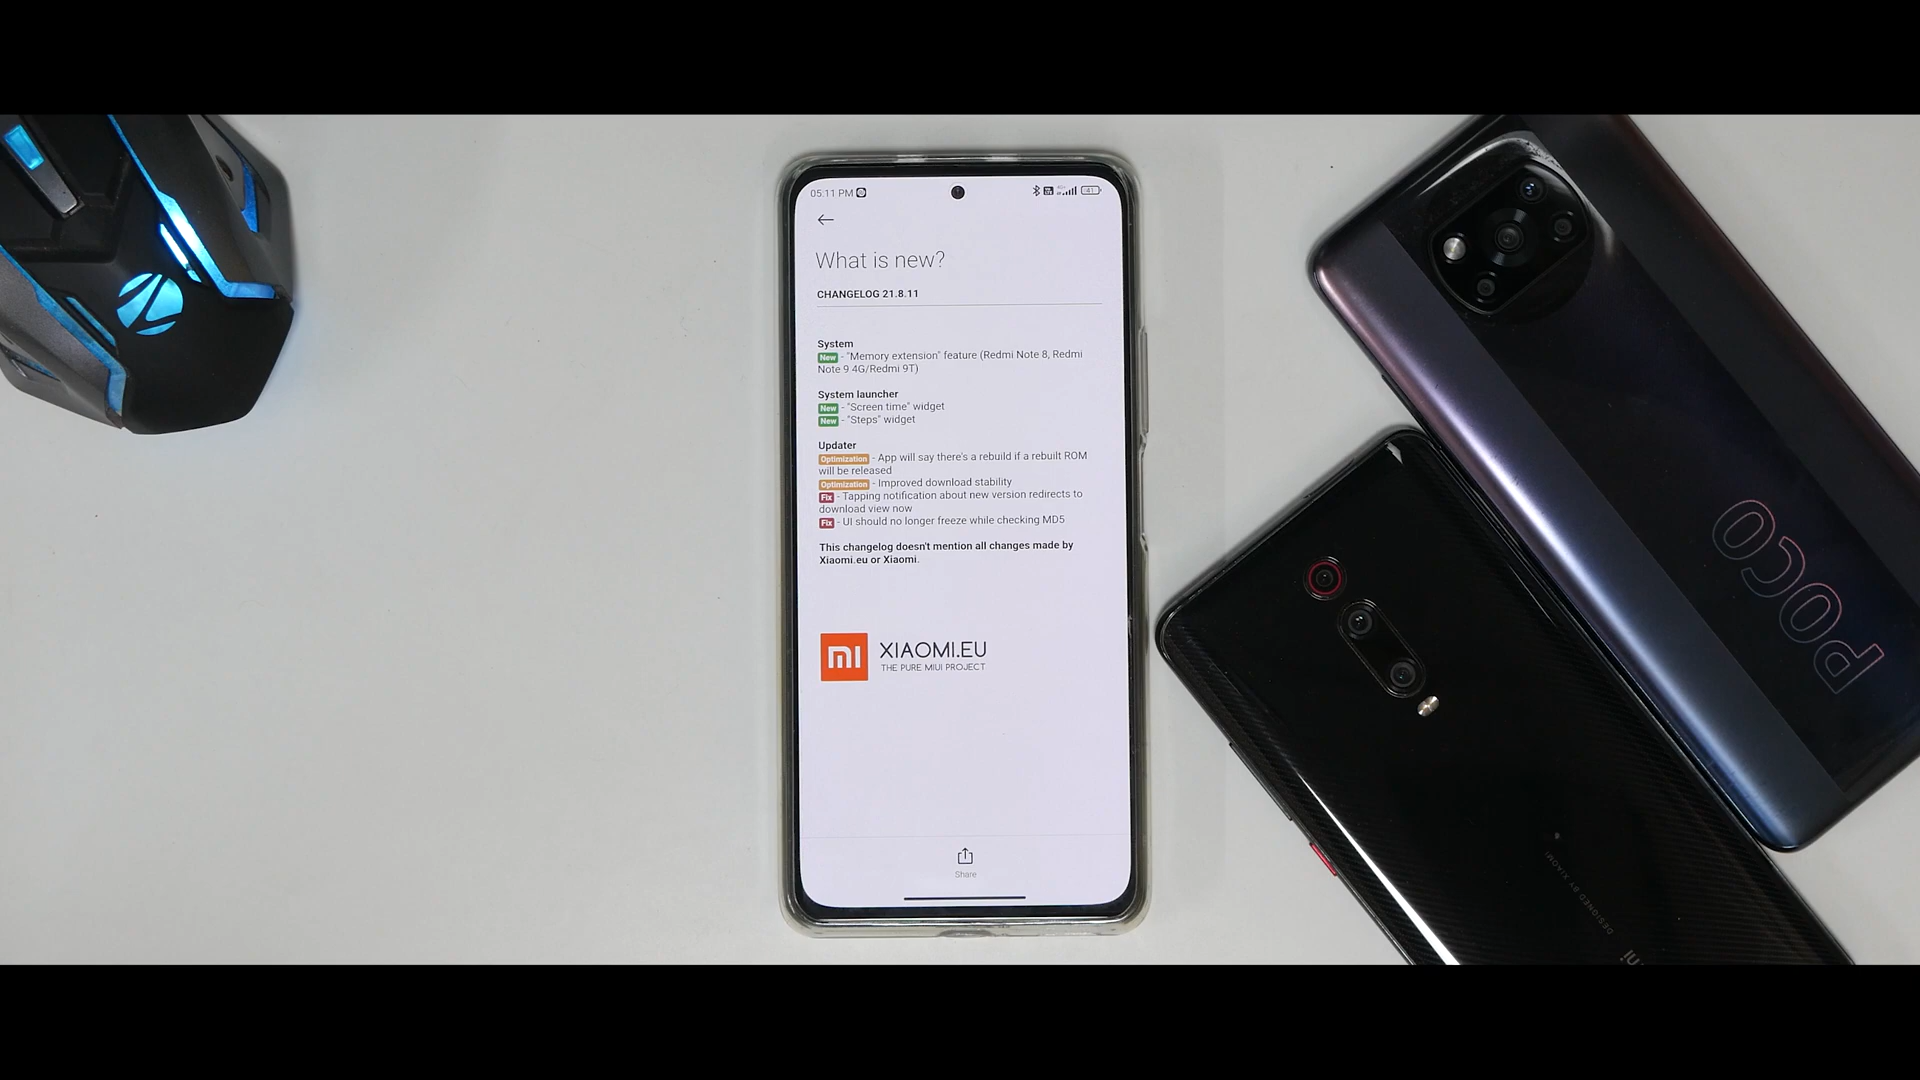 05:11 PM
41
What is new?
CHANGELOG 21.8.11
System
New - "Memory extension" feature (Redmi Note 8, Redmi
Note 9 4G/Redmi 9T)
System launcher
New - "Screen time" widget
New - "Steps" widget
Updater
Optimization - App will say there's a rebuild if a rebuilt ROM
will be released
Optimization - Improved download stability
Fix - Tapping notification about new version redirects to
download view now
Fix - UI should no longer freeze while checking MD5
This changelog doesn't mention all changes made by
Xiaomi.eu or Xiaomi.
mi XIAOMI.EU
THE PURE MIUI PROJECT
Share
POCO
DESIGNED BY XIAOMI